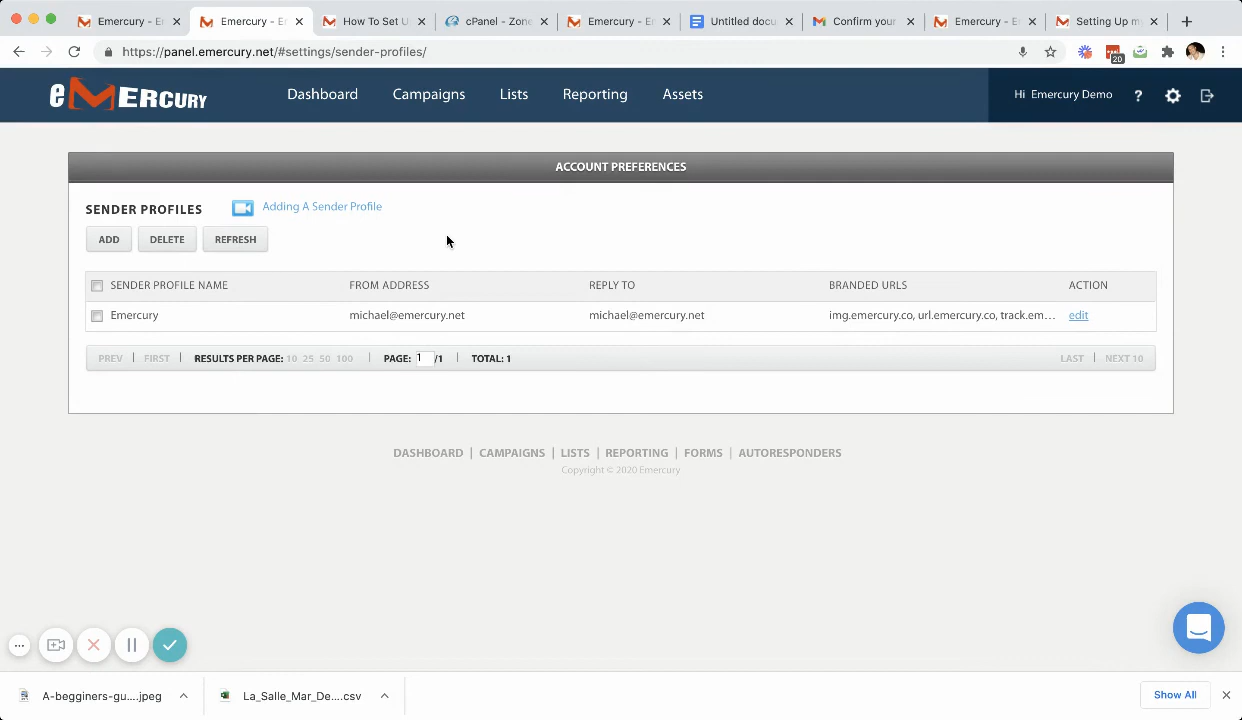 Emercury - E
Emercury - E
How To Set U
cPanel - Zone
Emercury - E
Untitled docu
Confirm your
Emercury - E
Setting Up m
https://panel.emercury.net/#settings/sender-profiles/
20
eMERCURY
Dashboard
Campaigns
Lists
Reporting
Assets
Hi Emercury Demo
?
ACCOUNT PREFERENCES
SENDER PROFILES
Adding A Sender Profile
ADD
DELETE
REFRESH
SENDER PROFILE NAME FROM ADDRESS REPLY TO BRANDED URLS ACTION
Emercury michael@emercury.net michael@emercury.net img.emercury.co, url.emercury.co, track.em... edit
PREV | FIRST | RESULTS PER PAGE: 10 25 50 100 | PAGE: 1 /1 | TOTAL: 1 LAST | NEXT 10
DASHBOARD | CAMPAIGNS | LISTS | REPORTING | FORMS | AUTORESPONDERS
Copyright © 2020 Emercury
A-begginers-gu....jpeg
La_Salle_Mar_De....csv
Show All